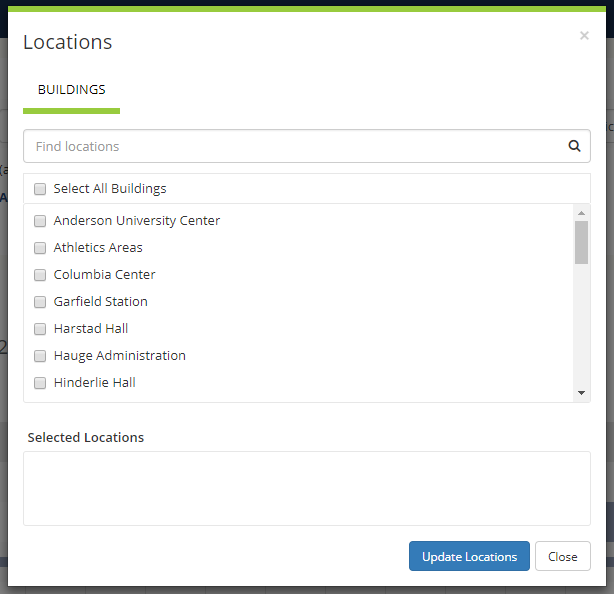 Locations
×
BUILDINGS
Find locations
Select All Buildings
Anderson University Center
Athletics Areas
Columbia Center
Garfield Station
Harstad Hall
Hauge Administration
Hinderlie Hall
Selected Locations
Update Locations
Close